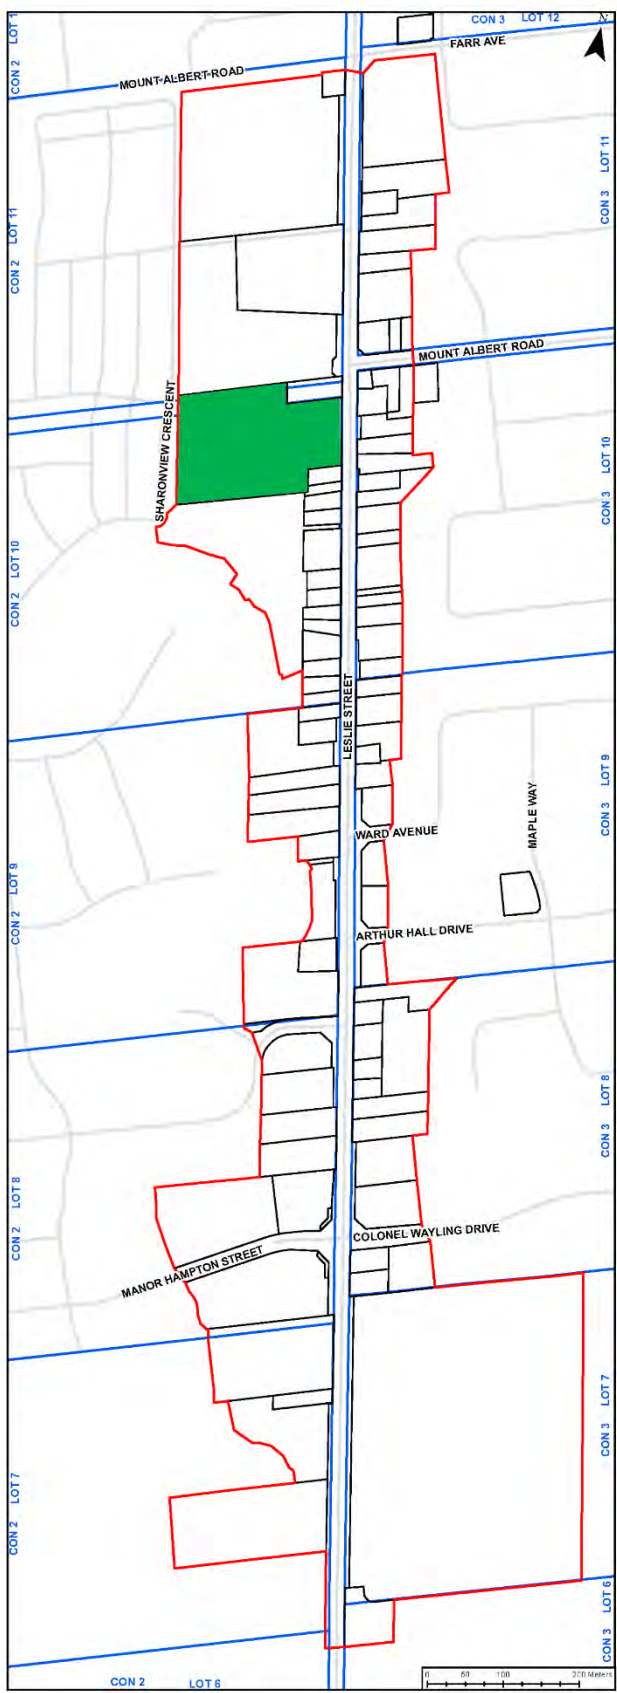 CON 3 LOT 12
N
CON 2 LOT 1
FARR AVE
MOUNT ALBERT ROAD
CON 3 LOT 11
CON 2 LOT 11
MOUNT ALBERT ROAD
SHARONVIEW CRESCENT
CON 3 LOT 10
CON 2 LOT 10
LESLIE STREET
CON 3 LOT 9
MAPLE WAY
WARD AVENUE
CON 2 LOT 9
ARTHUR HALL DRIVE
CON 3 LOT 8
CON 2 LOT 8
COLONEL WAYLING DRIVE
MANOR HAMPTON STREET
CON 3 LOT 7
CON 2 LOT 7
CON 3 LOT 6
CON 2 LOT 6
0 50 100 200 Meters